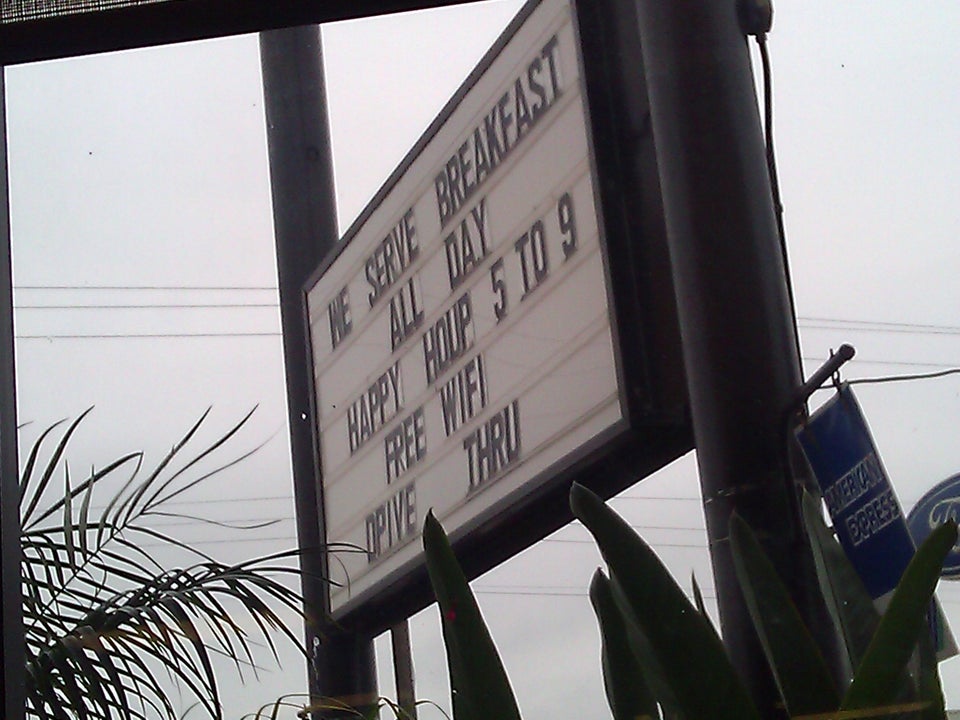 WE SERVE BREAKFAST
ALL DAY
HAPPY HOUP 5 TO 9
FREE WIFI
DPIVE THRU
AMERICAN
EXPRESS